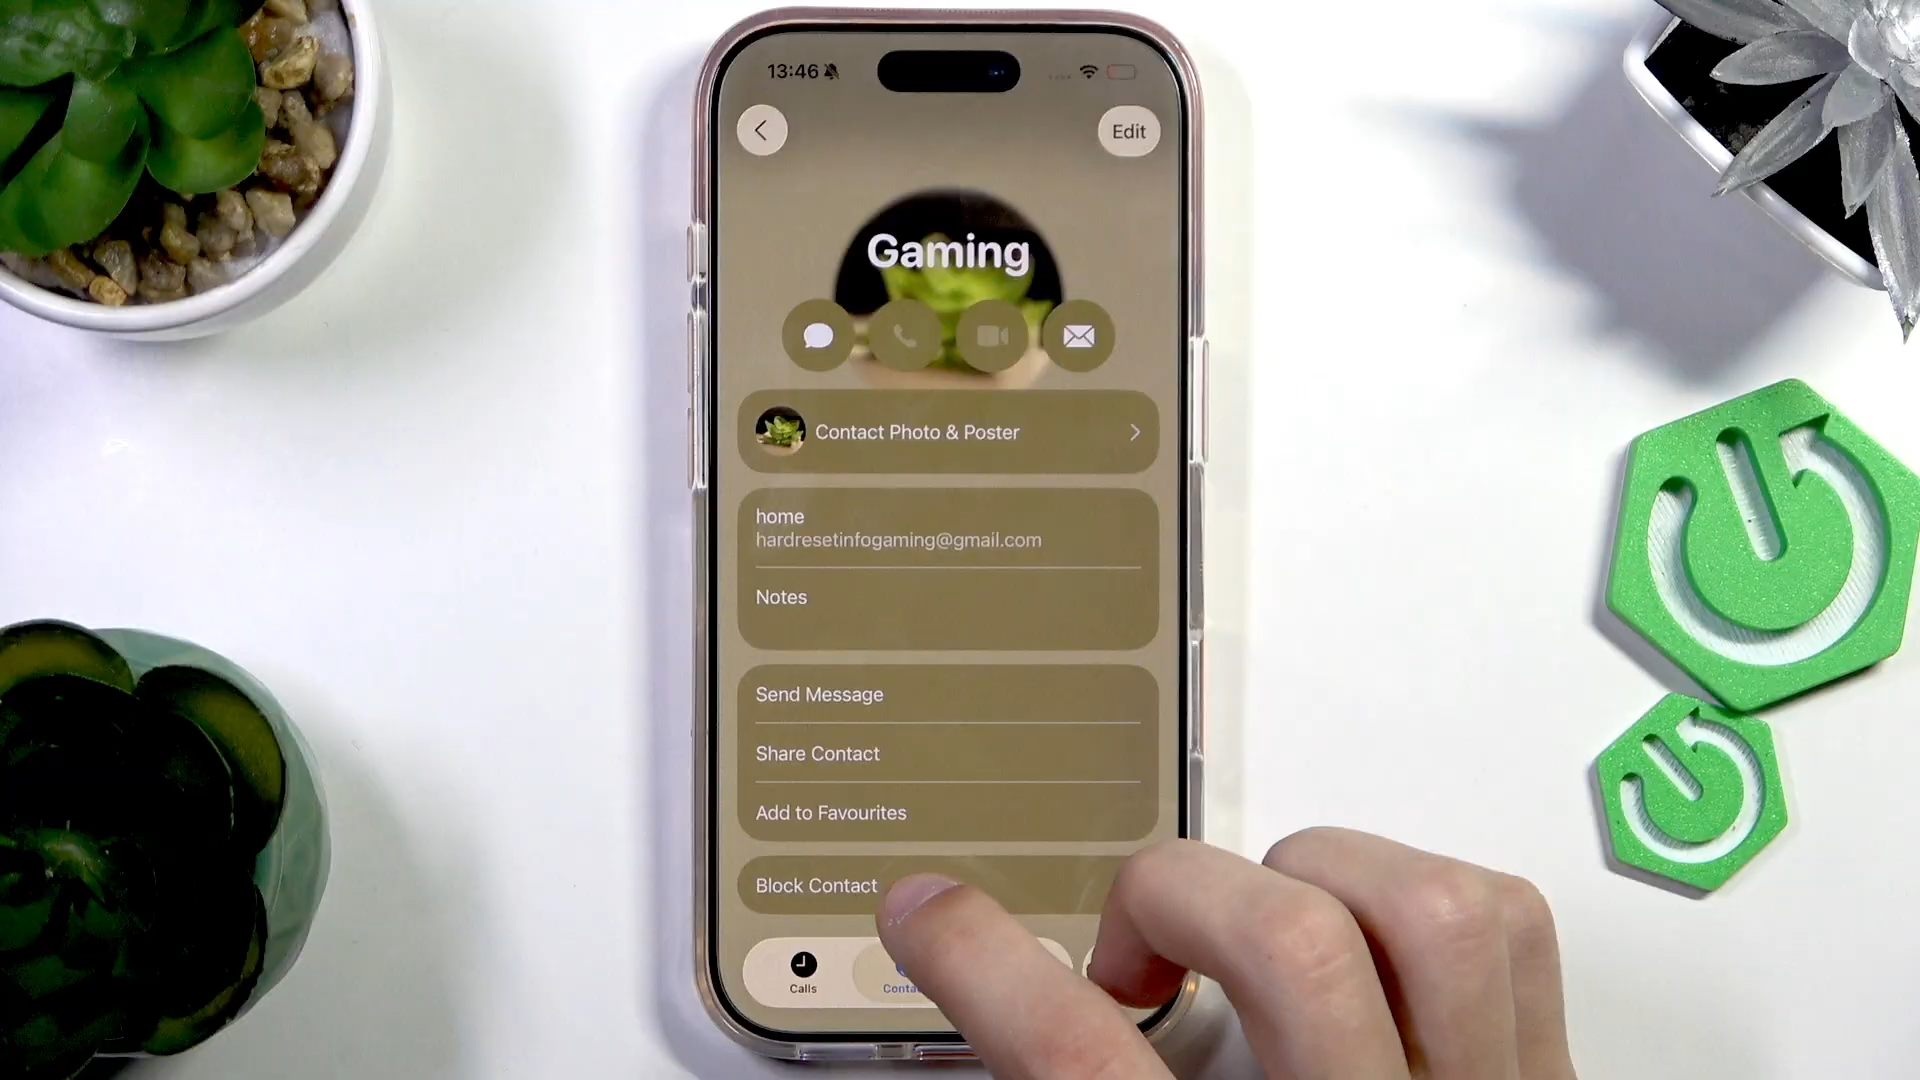 13:46
Edit
Gaming
Contact Photo & Poster
home
hardresetinfogaming@gmail.com
Notes
Send Message
Share Contact
Add to Favourites
Block Contact
Calls